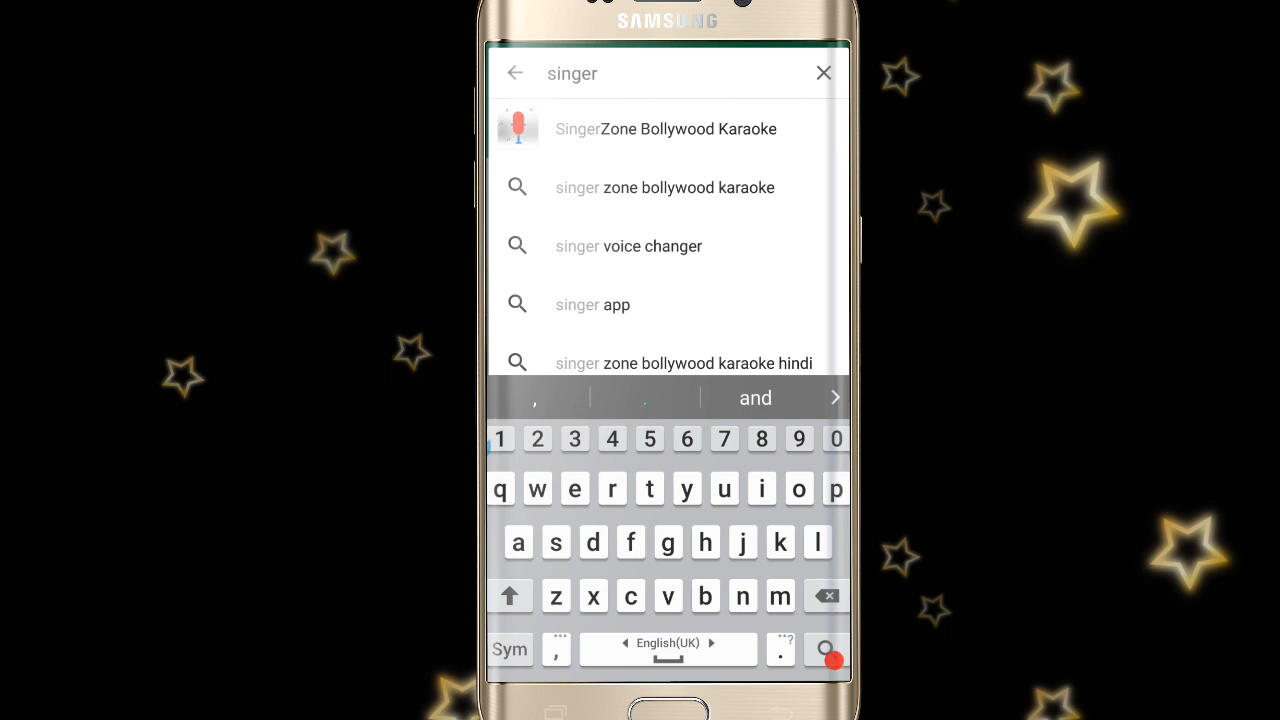 SAMSUNG
singer
SingerZone Bollywood Karaoke
singer zone bollywood karaoke
singer voice changer
singer app
singer zone bollywood karaoke hindi
, . and
1 2 3 4 5 6 7 8 9 0
q w e r t y u i o p
a s d f g h j k l
z x c v b n m
Sym , English(UK) . ?